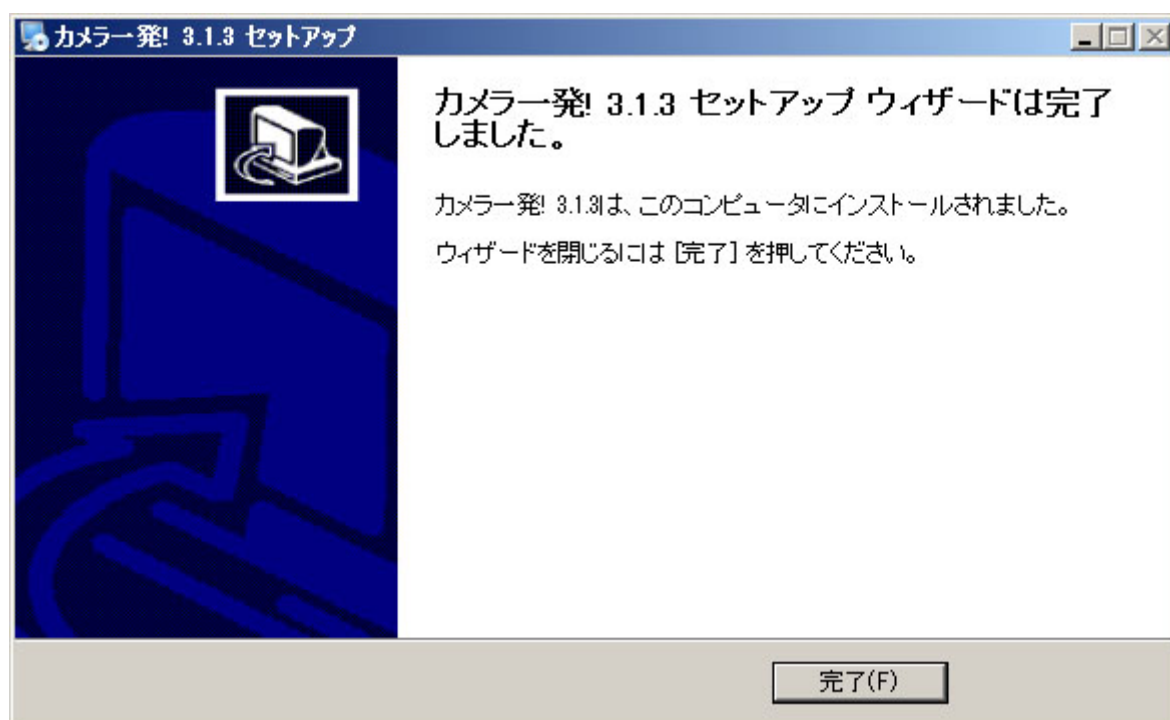 カメラ一発! 3.1.3 セットアップ
カメラ一発! 3.1.3 セットアップ ウィザードは完了
しました。
カメラ一発! 3.1.3は、このコンピュータにインストールされました。
ウィザードを閉じるには [完了] を押してください。
完了(F)